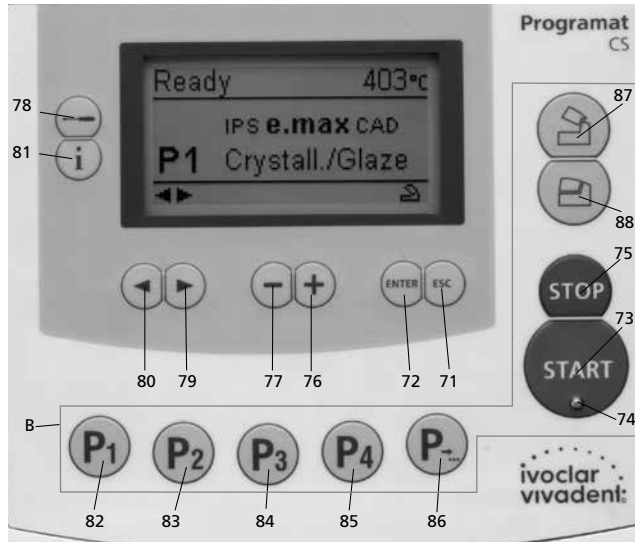 Programat
CS
Ready 403°C
IPS e.max CAD
P1 Crystall./Glaze
78
81
i
87
88
75
STOP
73
START
74
ENTER
ESC
80
79
77
76
72
71
B
P1
P2
P3
P4
P→...
82
83
84
85
86
ivoclar
vivadent: